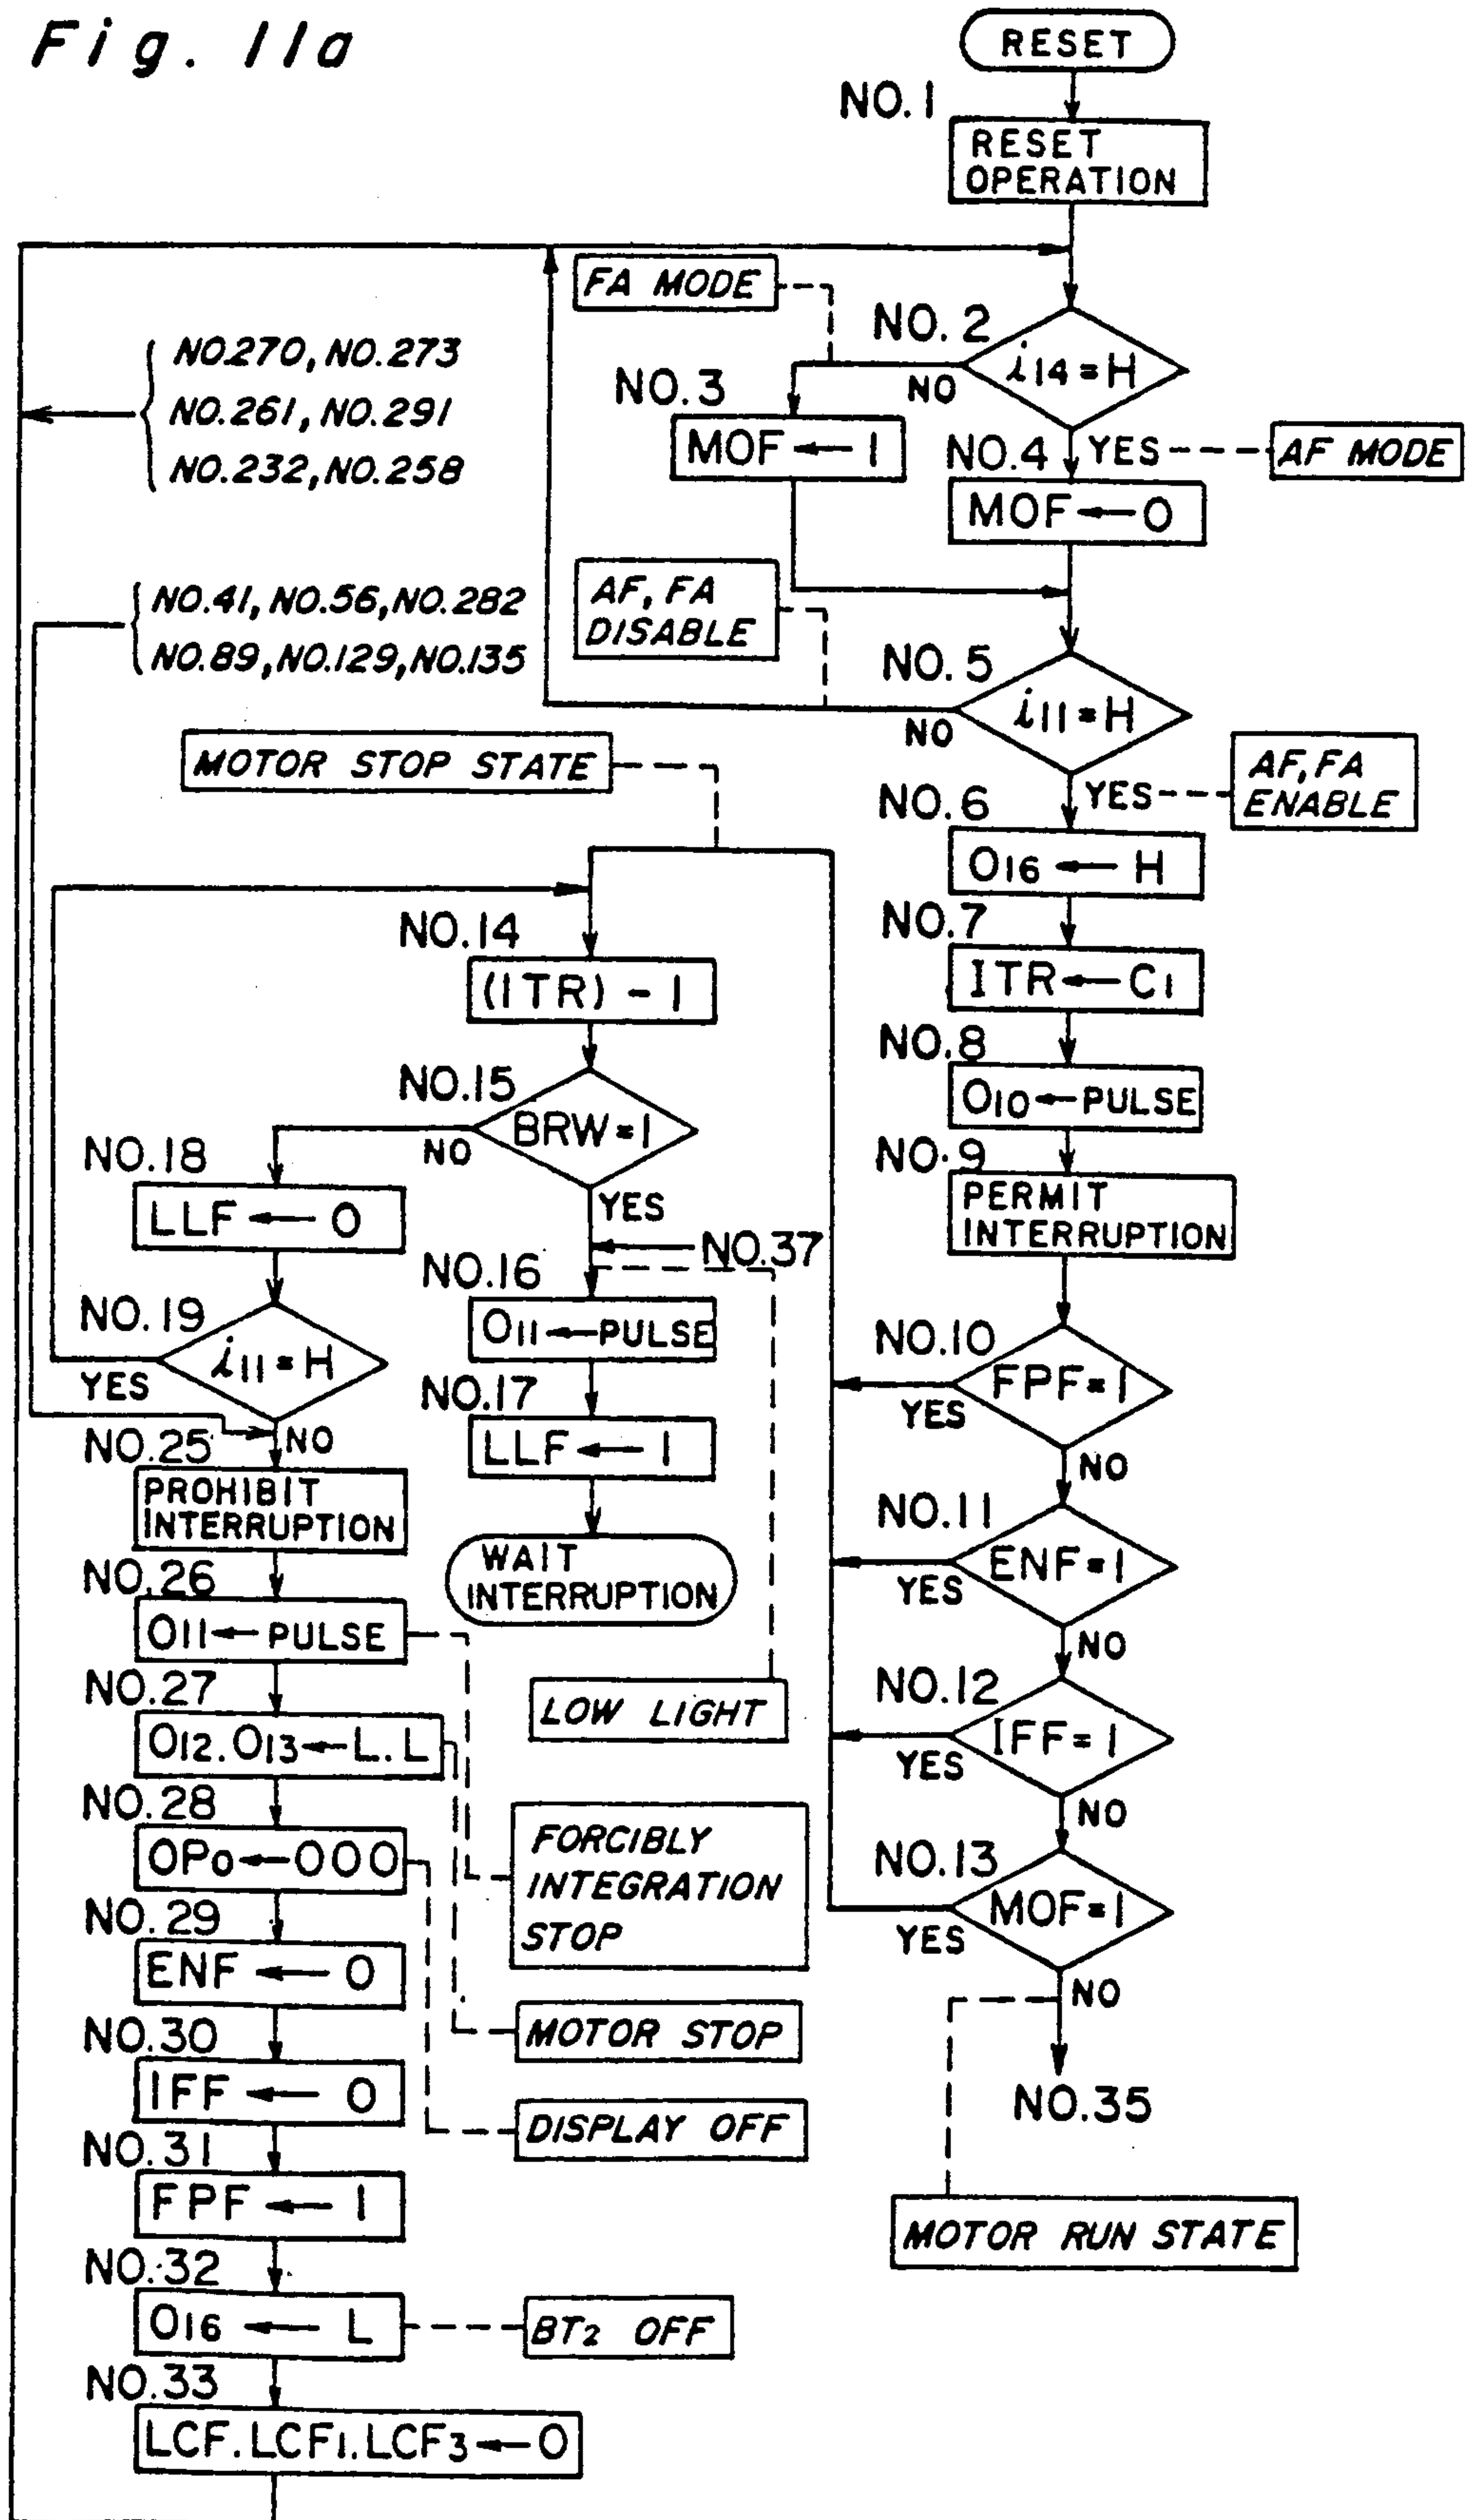 Fig. 11a
RESET
NO.1
RESET
OPERATION
FA MODE
NO.2
i14=H
NO
NO.270, NO.273
NO.261, NO.291
NO.232, NO.258
NO.3
MOF ← 1
NO.4
YES
AF MODE
MOF ← 0
NO.41, NO.56, NO.282
NO.89, NO.129, NO.135
AF, FA
DISABLE
NO.5
i11=H
NO
MOTOR STOP STATE
YES
AF, FA
ENABLE
NO.6
O16 ← H
NO.7
ITR ← C1
NO.8
O10 ← PULSE
NO.9
PERMIT
INTERRUPTION
NO.10
FPF=1
YES
NO
NO.11
ENF=1
YES
NO
NO.12
IFF=1
YES
NO
NO.13
MOF=1
YES
NO
NO.35
MOTOR RUN STATE
NO.14
(ITR) - 1
NO.15
BRW=1
NO
YES
NO.37
NO.16
O11 ← PULSE
NO.17
LLF ← 1
WAIT
INTERRUPTION
LOW LIGHT
NO.18
LLF ← 0
NO.19
i11=H
YES
NO
NO.25
PROHIBIT
INTERRUPTION
NO.26
O11 ← PULSE
FORCIBLY
INTEGRATION
STOP
NO.27
O12.O13 ← L.L
MOTOR STOP
NO.28
OP0 ← 000
DISPLAY OFF
NO.29
ENF ← 0
NO.30
IFF ← 0
NO.31
FPF ← 1
NO.32
O16 ← L
BT2 OFF
NO.33
LCF.LCF1.LCF3 ← 0